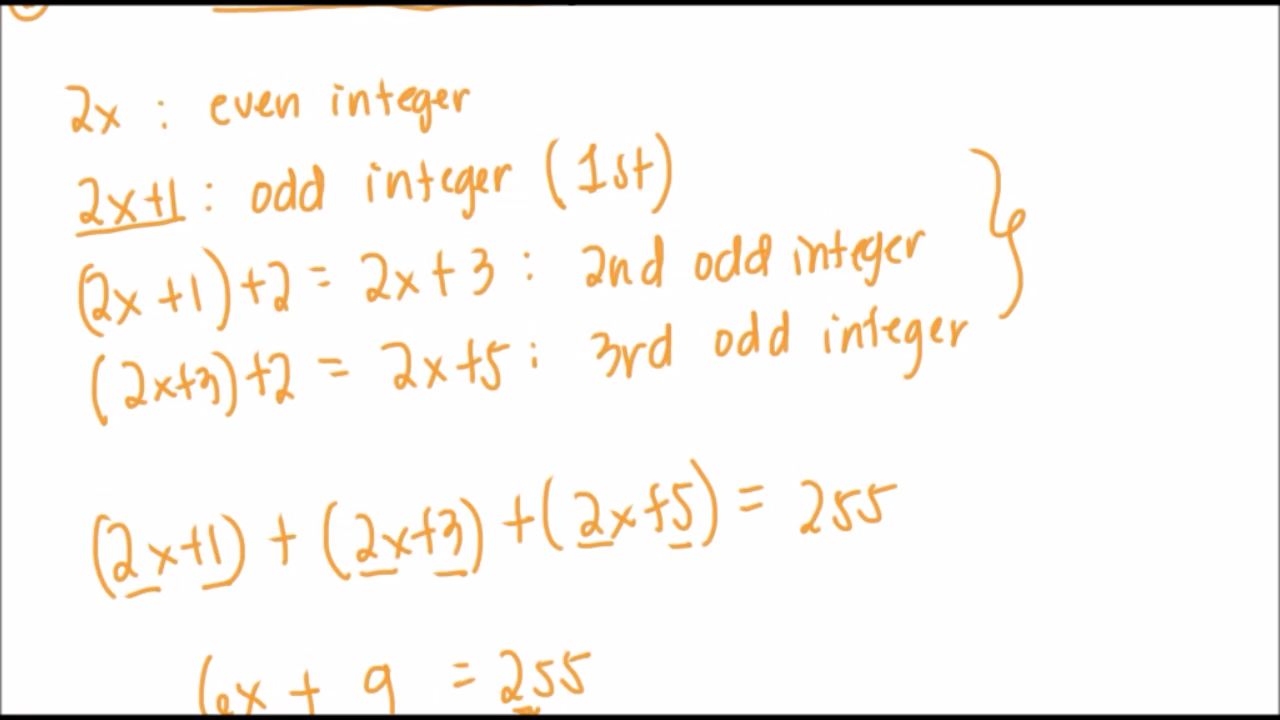 2x : even integer
2x+1 : odd integer (1st)
(2x+1)+2 = 2x+3 : 2nd odd integer
(2x+3)+2 = 2x+5 : 3rd odd integer
(2x+1) + (2x+3) + (2x+5) = 255
6x + 9 = 255